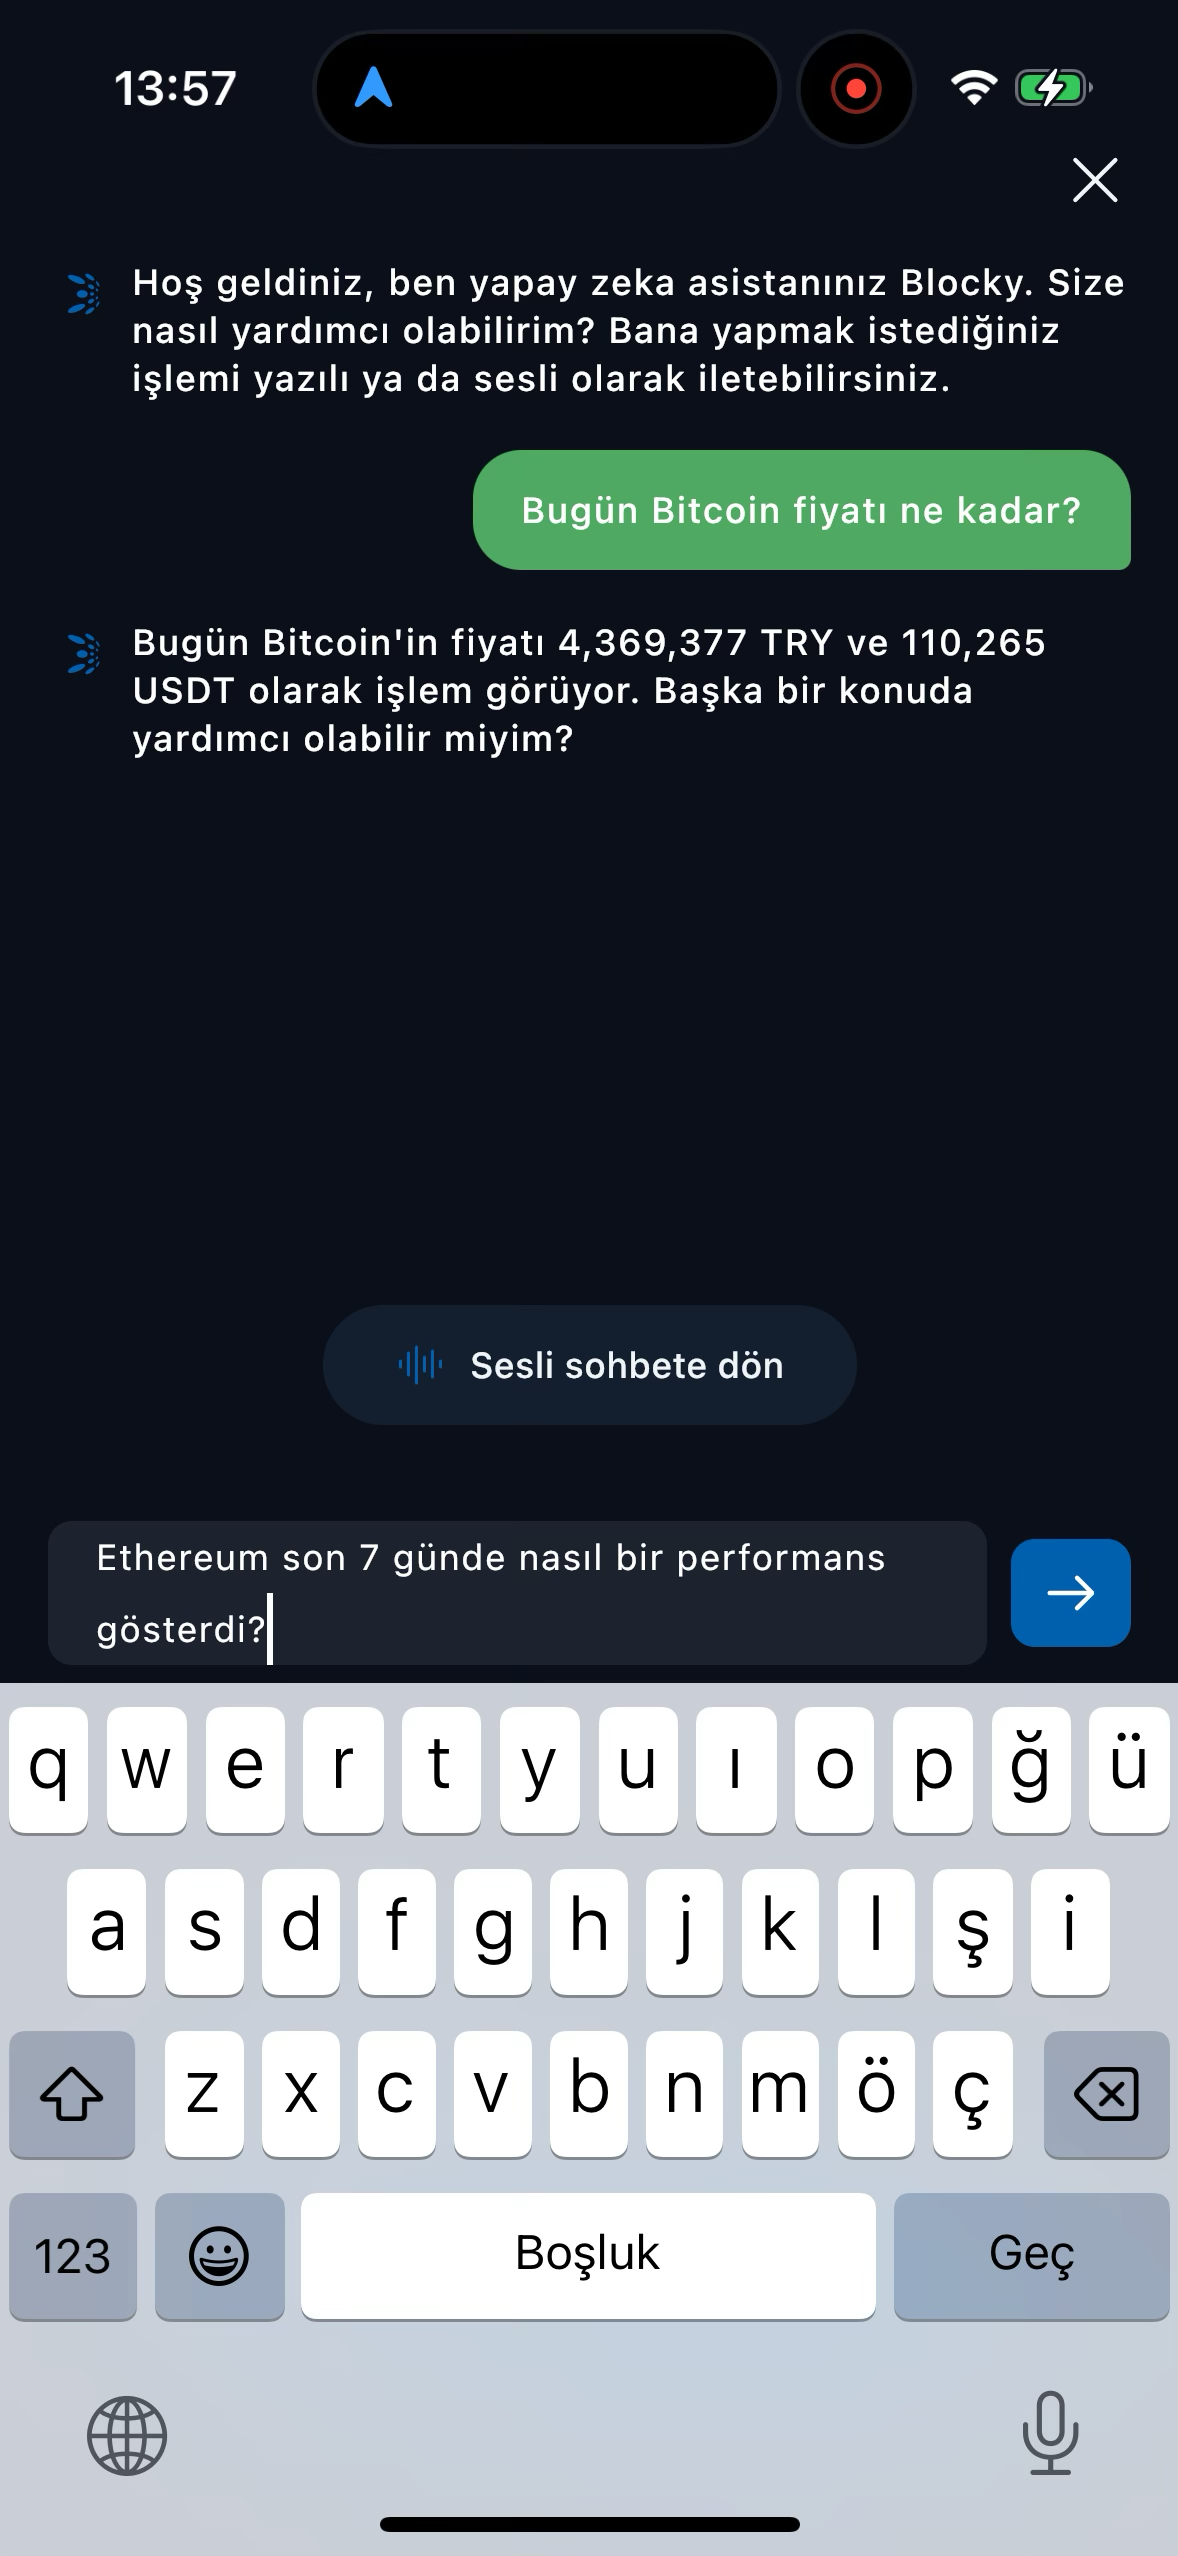 13:57
Hoş geldiniz, ben yapay zeka asistanınız Blocky. Size
nasıl yardımcı olabilirim? Bana yapmak istediğiniz
işlemi yazılı ya da sesli olarak iletebilirsiniz.
Bugün Bitcoin fiyatı ne kadar?
Bugün Bitcoin'in fiyatı 4,369,377 TRY ve 110,265
USDT olarak işlem görüyor. Başka bir konuda
yardımcı olabilir miyim?
Sesli sohbete dön
Ethereum son 7 günde nasıl bir performans
gösterdi?
q w e r t y u ı o p ğ ü
a s d f g h j k l ş i
z x c v b n m ö ç
123 Boşluk Geç